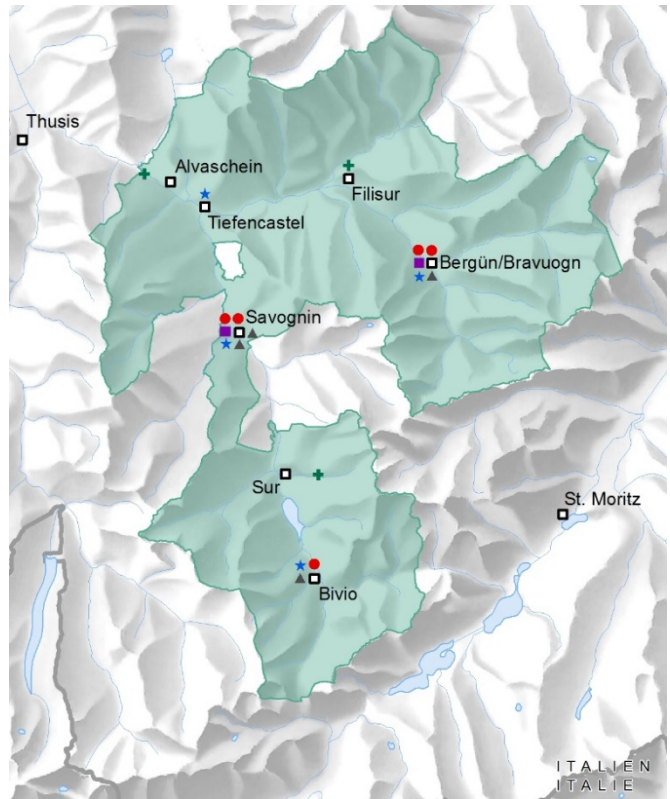 Thusis
Alvaschein
Filisur
Tiefencastel
Bergün/Bravuogn
Savognin
Sur
St. Moritz
Bivio
ITALIEN
ITALIE